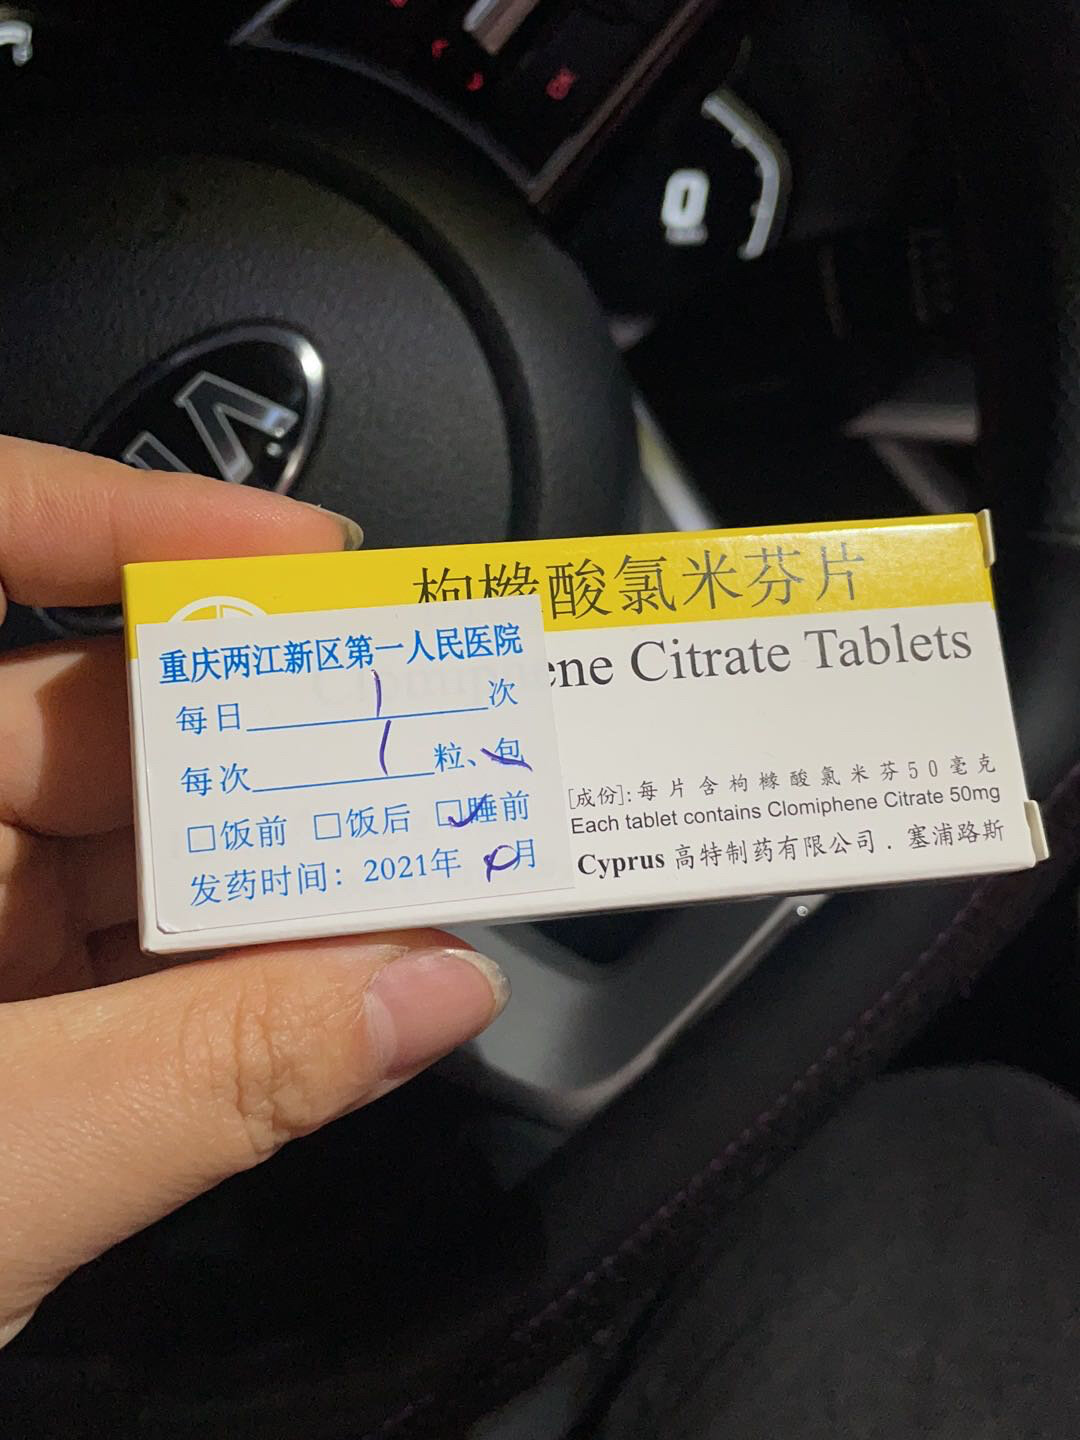 枸橼酸氯米芬片
ne Citrate Tablets
重庆两江新区第一人民医院
每日 1 次
每次 1 粒、包
□饭前 □饭后 ☑睡前
发药时间：2021年 月
[成份]:每片含枸橼酸氯米芬50毫克
Each tablet contains Clomiphene Citrate 50mg
Cyprus 高特制药有限公司．塞浦路斯
0